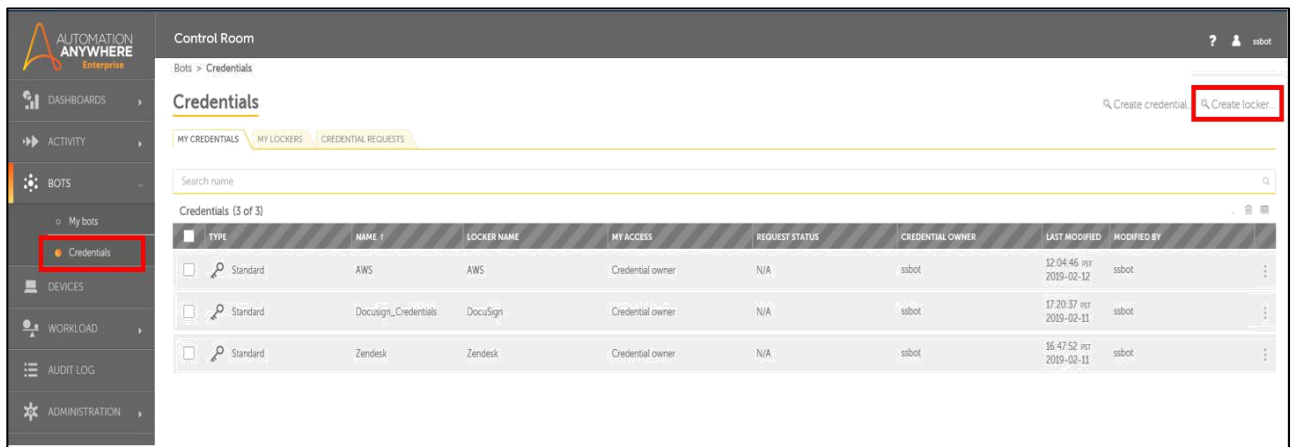 AUTOMATION
ANYWHERE
Enterprise
Control Room
? ssbot
Bots > Credentials
Credentials
Create credential... Create locker...
MY CREDENTIALS MY LOCKERS CREDENTIAL REQUESTS
Search name
Credentials (3 of 3)
TYPE NAME ↑ LOCKER NAME MY ACCESS REQUEST STATUS CREDENTIAL OWNER LAST MODIFIED MODIFIED BY
Standard AWS AWS Credential owner N/A ssbot 12:04:46 PST 2019-02-12 ssbot
Standard Docusign_Credentials DocuSign Credential owner N/A ssbot 17:20:37 PST 2019-02-11 ssbot
Standard Zendesk Zendesk Credential owner N/A ssbot 16:47:52 PST 2019-02-11 ssbot
DASHBOARDS
ACTIVITY
BOTS
My bots
Credentials
DEVICES
WORKLOAD
AUDIT LOG
ADMINISTRATION